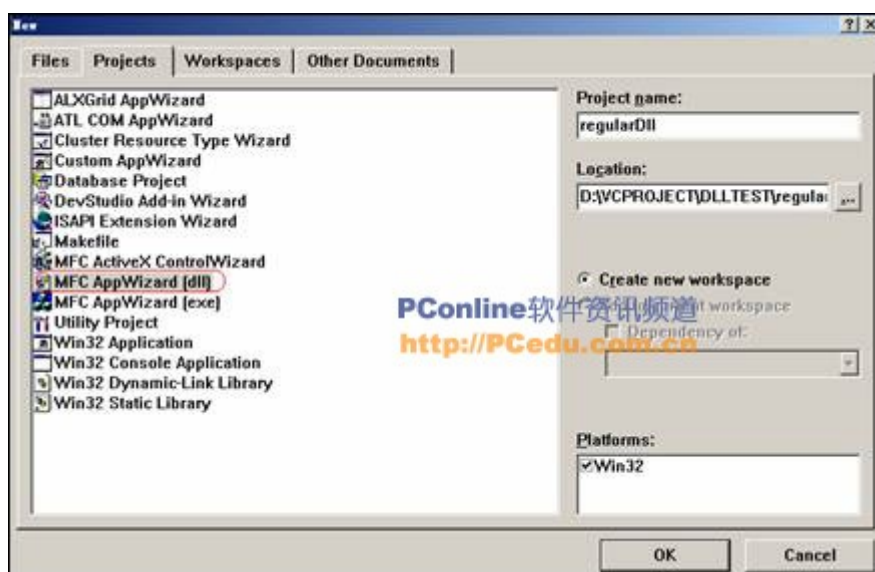 New
Files
Projects
Workspaces
Other Documents
ALXGrid AppWizard
ATL COM AppWizard
Cluster Resource Type Wizard
Custom AppWizard
Database Project
DevStudio Add-in Wizard
ISAPI Extension Wizard
Makefile
MFC ActiveX ControlWizard
MFC AppWizard (dll)
MFC AppWizard (exe)
Utility Project
Win32 Application
Win32 Console Application
Win32 Dynamic-Link Library
Win32 Static Library
Project name:
regularDll
Location:
D:\VCPROJECT\DLLTEST\regular
...
Create new workspace
workspace
Dependency of:
PConline软件资讯频道
http://PCedu.com.cn
Platforms:
Win32
OK
Cancel